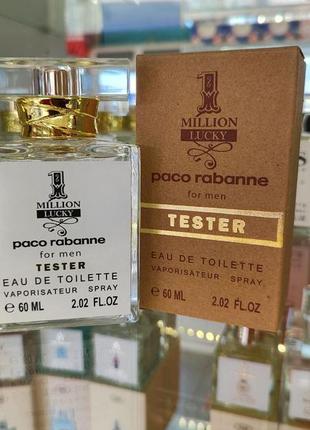 1
MILLION
LUCKY
paco rabanne
for men
TESTER
EAU DE TOILETTE
VAPORISATEUR SPRAY
e 60 ML 2.02 FL.OZ
1
MILLION
LUCKY
paco rabanne
for men
TESTER
EAU DE TOILETTE
VAPORISATEUR SPRAY
e 60 ML 2.02 FL.OZ